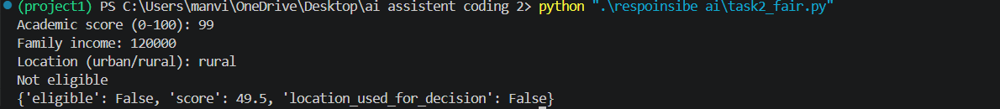 (project1) PS C:\Users\manvi\OneDrive\Desktop\ai assistent coding 2> python ".\respoinsibe ai\task2_fair.py"
Academic score (0-100): 99
Family income: 120000
Location (urban/rural): rural
Not eligible
{'eligible': False, 'score': 49.5, 'location_used_for_decision': False}